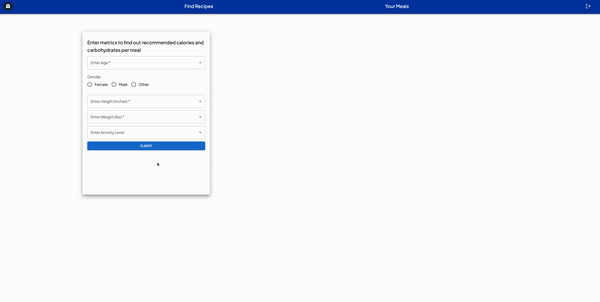 Find Recipes
Your Meals
Enter metrics to find out recommended calories and
carbohydrates per meal
Enter Age *
Gender
Female
Male
Other
Enter Height (inches) *
Enter Weight (lbs) *
Enter Activity Level
SUBMIT